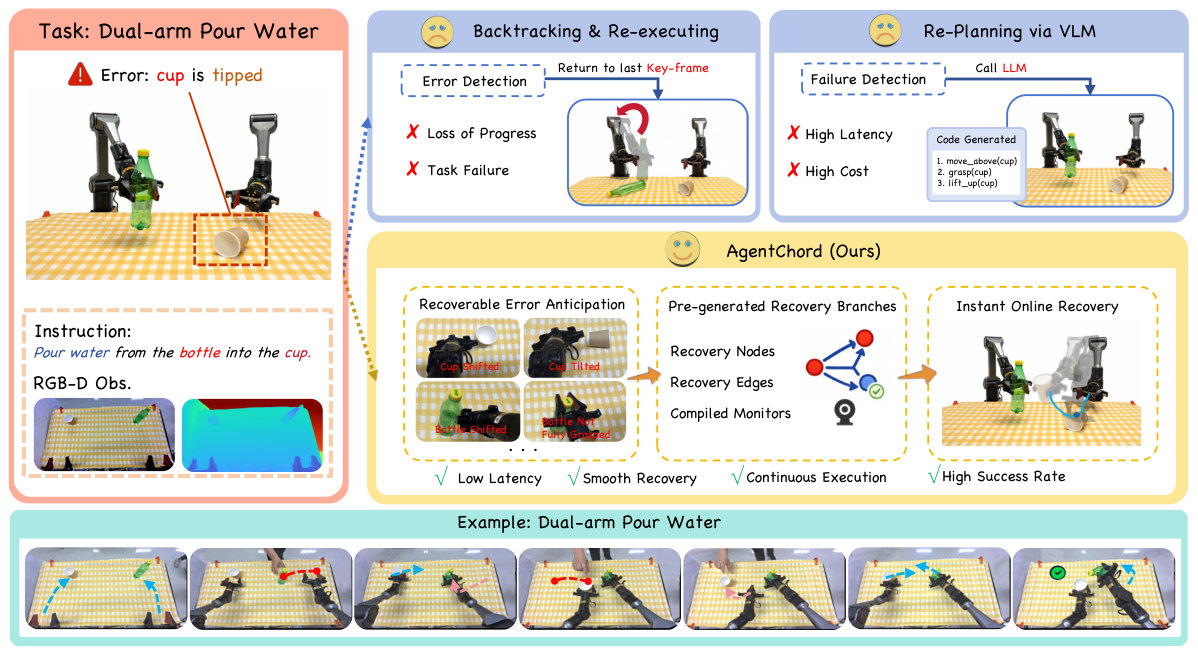 Task: Dual-arm Pour Water
Error: cup is tipped
Instruction:
Pour water from the bottle into the cup.
RGB-D Obs.
Backtracking & Re-executing
Error Detection
Return to last Key-frame
✗ Loss of Progress
✗ Task Failure
Re-Planning via VLM
Failure Detection
Call LLM
✗ High Latency
✗ High Cost
Code Generated
1. move_above(cup)
2. grasp(cup)
3. lift_up(cup)
AgentChord (Ours)
Recoverable Error Anticipation
Cup Shifted
Cup Tilted
Bottle Shifted
Bottle Not
Fully Grasped
. . .
Pre-generated Recovery Branches
Recovery Nodes
Recovery Edges
Compiled Monitors
Instant Online Recovery
√ Low Latency
√ Smooth Recovery
√ Continuous Execution
√ High Success Rate
Example: Dual-arm Pour Water